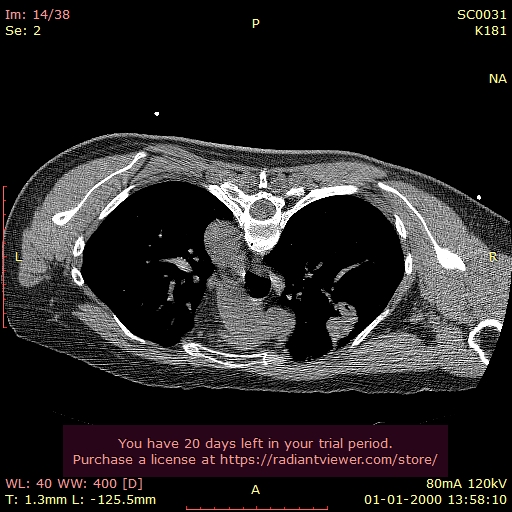 Im: 14/38
Se: 2
P
SC0031
K181
NA
L
R
You have 20 days left in your trial period.
Purchase a license at https://radiantviewer.com/store/
WL: 40 WW: 400 [D]
T: 1.3mm L: -125.5mm
A
80mA 120kV
01-01-2000 13:58:10